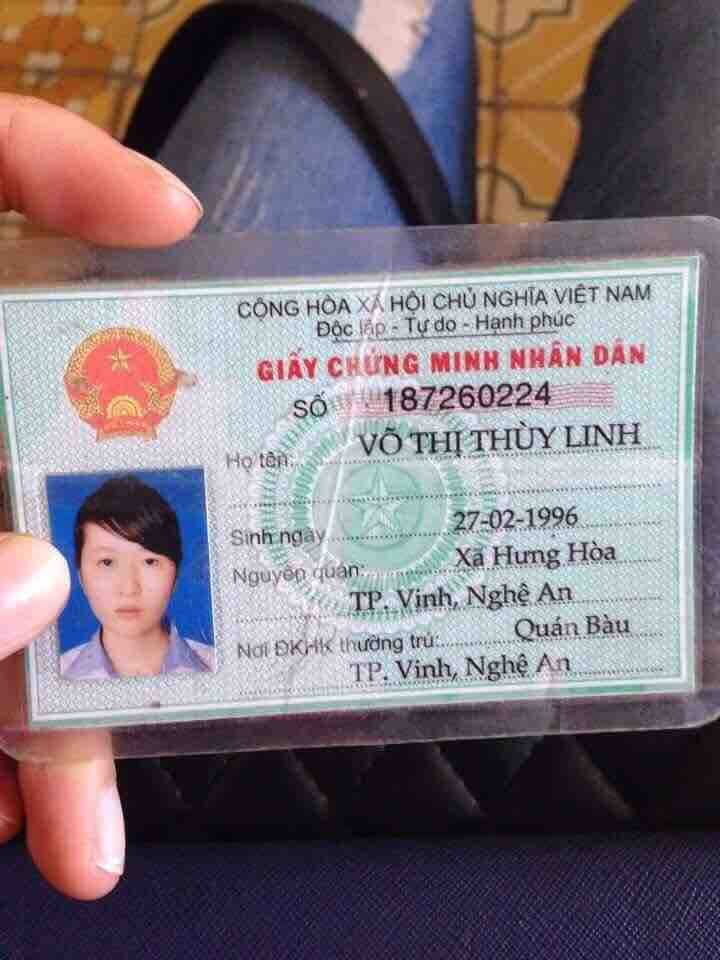 CỘNG HÒA XÃ HỘI CHỦ NGHĨA VIỆT NAM
Độc lập - Tự do - Hạnh phúc
GIẤY CHỨNG MINH NHÂN DÂN
SỐ 187260224
Họ tên: VÕ THỊ THÙY LINH
Sinh ngày 27-02-1996
Nguyên quán: Xã Hưng Hòa
TP. Vinh, Nghệ An
Nơi ĐKHK thường trú: Quán Bàu
TP. Vinh, Nghệ An